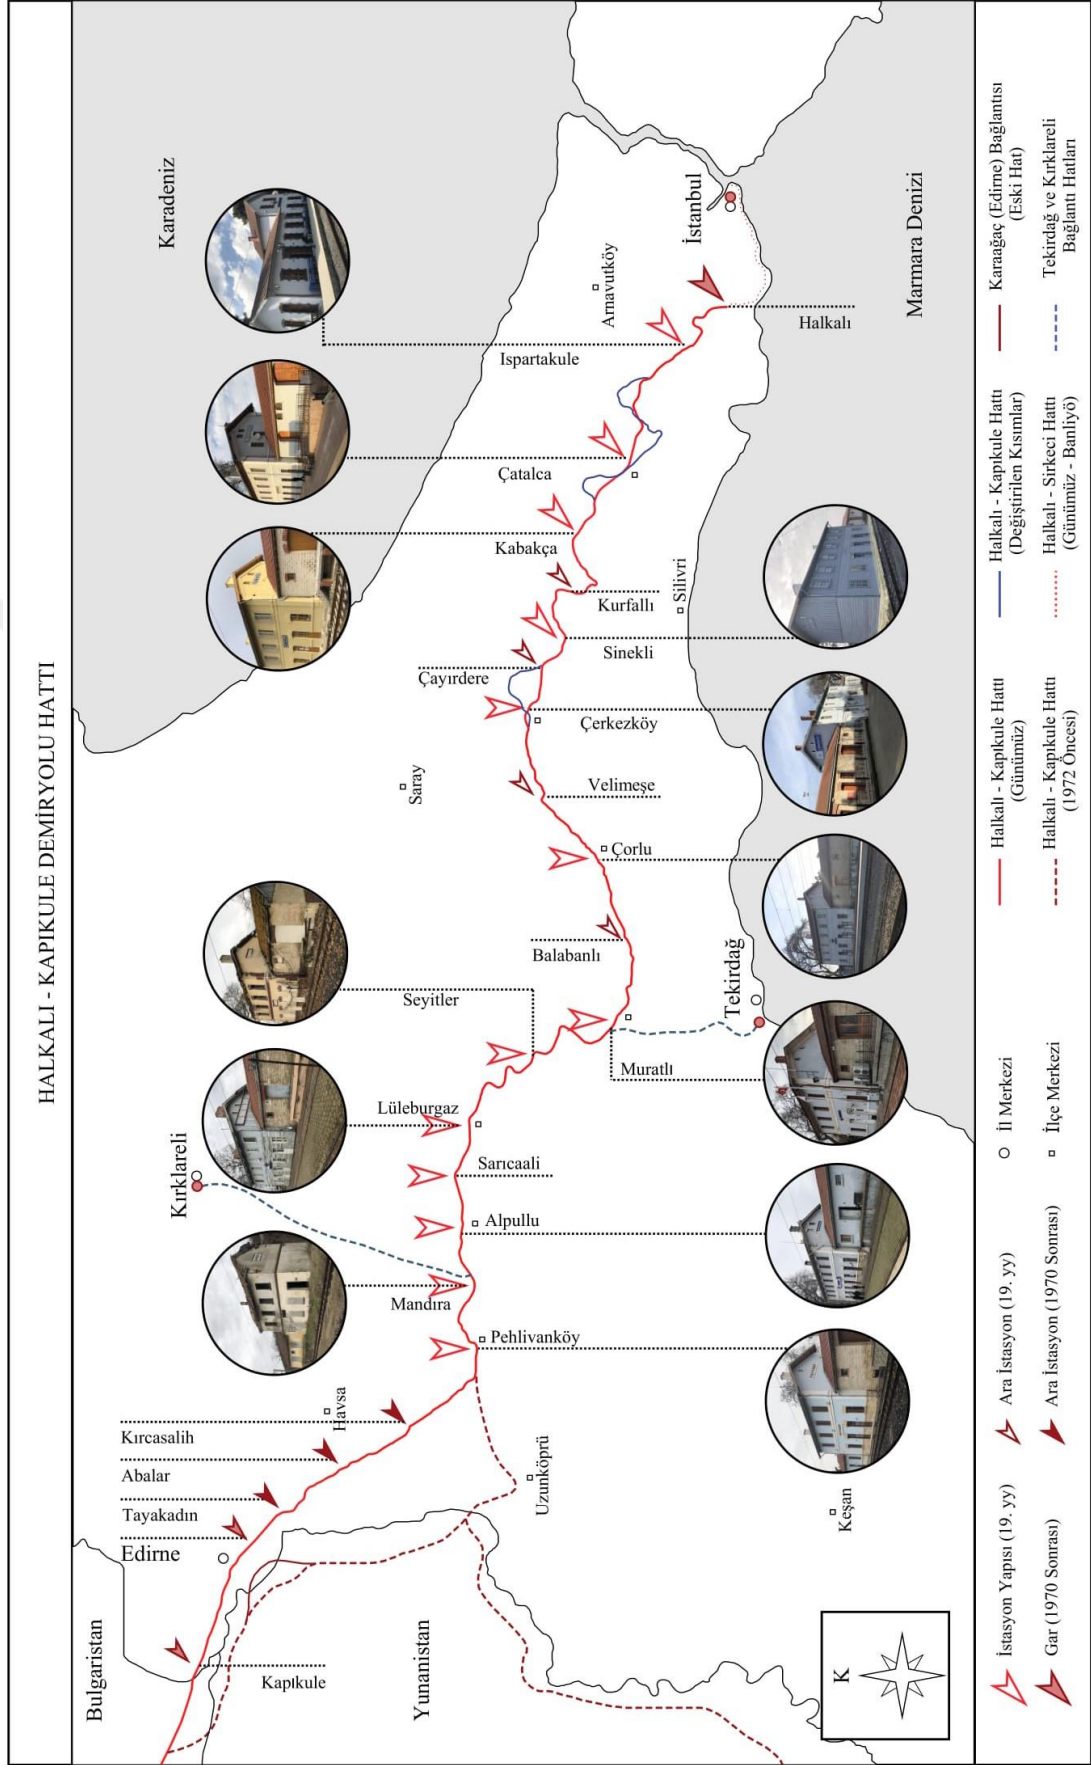 HALKALI - KAPIKULE DEMİRYOLU HATTI
Karadeniz
Bulgaristan
Yunanistan
Marmara Denizi
Kapıkule
Edirne
Tayakadın
Abalar
Kırcasalih
Havsa
Uzunköprü
Keşan
Pehlivanköy
Mandıra
Kırklareli
Alpullu
Sarıcaali
Lüleburgaz
Seyitler
Muratlı
Tekirdağ
Balabanlı
Çorlu
Velimeşe
Saray
Çerkezköy
Çayırdere
Sinekli
Kurfallı
Silivri
Kabakça
Çatalca
Ispartakule
Arnavutköy
Halkalı
İstanbul
K
İstasyon Yapısı (19. yy)
Gar (1970 Sonrası)
Ara İstasyon (19. yy)
Ara İstasyon (1970 Sonrası)
İl Merkezi
İlçe Merkezi
Halkalı - Kapıkule Hattı
(Günümüz)
Halkalı - Kapıkule Hattı
(1972 Öncesi)
Halkalı - Kapıkule Hattı
(Değiştirilen Kısımlar)
Halkalı - Sirkeci Hattı
(Günümüz - Banliyö)
Karaağaç (Edirne) Bağlantısı
(Eski Hat)
Tekirdağ ve Kırklareli
Bağlantı Hatları